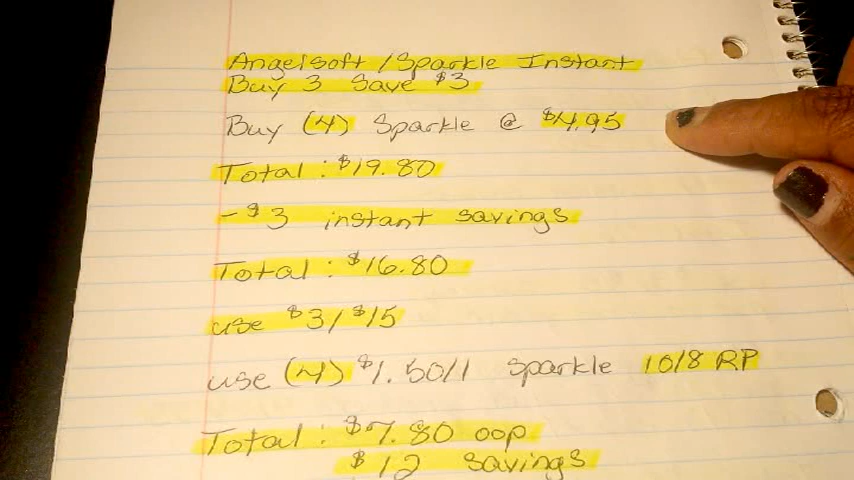 Angelsoft / Sparkle Instant
Buy 3 Save $3
Buy (4) Sparkle @ $4.95
Total: $19.80
- $3 instant savings
Total: $16.80
use $3/$15
use (4) $1.50/1 Sparkle 10/8 RP
Total: $7.80 oop
$12 savings